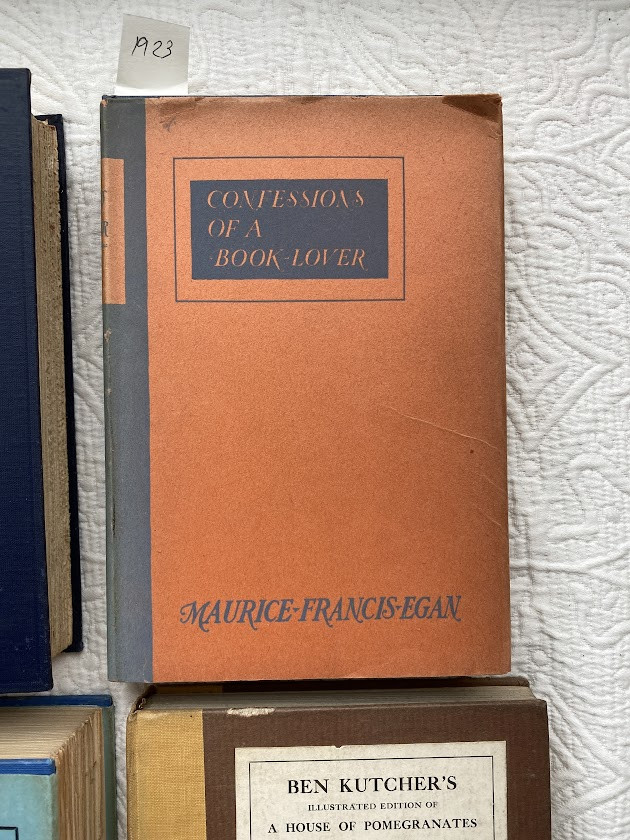 1923
CONFESSIONS
OF A
BOOK-LOVER
MAURICE-FRANCIS-EGAN
BEN KUTCHER'S
ILLUSTRATED EDITION OF
A HOUSE OF POMEGRANATES